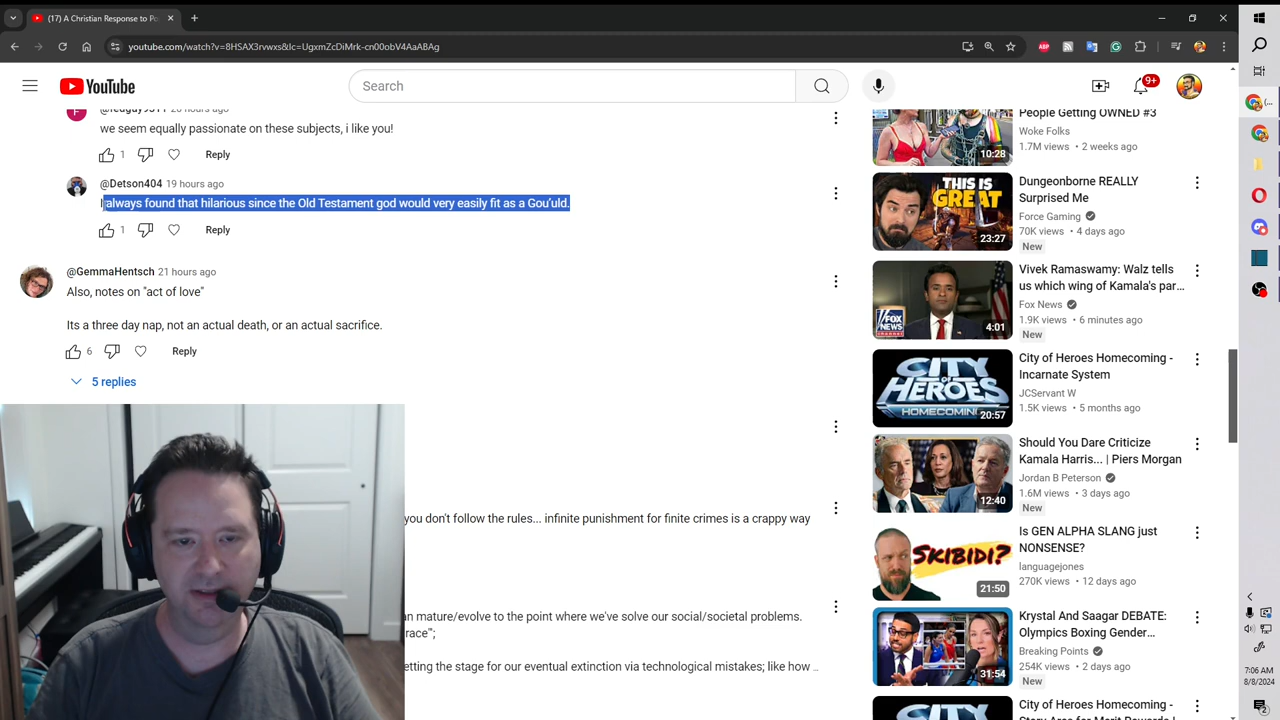 (17) A Christian Response to Po
youtube.com/watch?v=8HSAX3rvwxs&lc=UgxmZcDiMrk-cn00obV4AaABAg
YouTube
Search
9+
we seem equally passionate on these subjects, i like you!
1
Reply
@Detson404 19 hours ago
I always found that hilarious since the Old Testament god would very easily fit as a Gou'uld.
1
Reply
@GemmaHentsch 21 hours ago
Also, notes on "act of love"
Its a three day nap, not an actual death, or an actual sacrifice.
6
Reply
5 replies
you don't follow the rules... infinite punishment for finite crimes is a crappy way
an mature/evolve to the point where we've solve our social/societal problems.
race"';
etting the stage for our eventual extinction via technological mistakes; like how ...
People Getting OWNED #3
Woke Folks
1.7M views • 2 weeks ago
10:28
THIS IS
GREAT
23:27
Dungeonborne REALLY
Surprised Me
Force Gaming
70K views • 4 days ago
New
FOX
NEWS
4:01
Vivek Ramaswamy: Walz tells
us which wing of Kamala's par...
Fox News
1.9K views • 6 minutes ago
New
CITY
OF
HEROES
HOMECOMING
20:57
City of Heroes Homecoming -
Incarnate System
JCServant W
1.5K views • 5 months ago
12:40
Should You Dare Criticize
Kamala Harris... | Piers Morgan
Jordan B Peterson
1.6M views • 3 days ago
New
SKIBIDI?
21:50
Is GEN ALPHA SLANG just
NONSENSE?
languagejones
270K views • 12 days ago
31:54
Krystal And Saagar DEBATE:
Olympics Boxing Gender...
Breaking Points
254K views • 2 days ago
New
CITY
City of Heroes Homecoming -
7:06 AM
8/8/2024
2